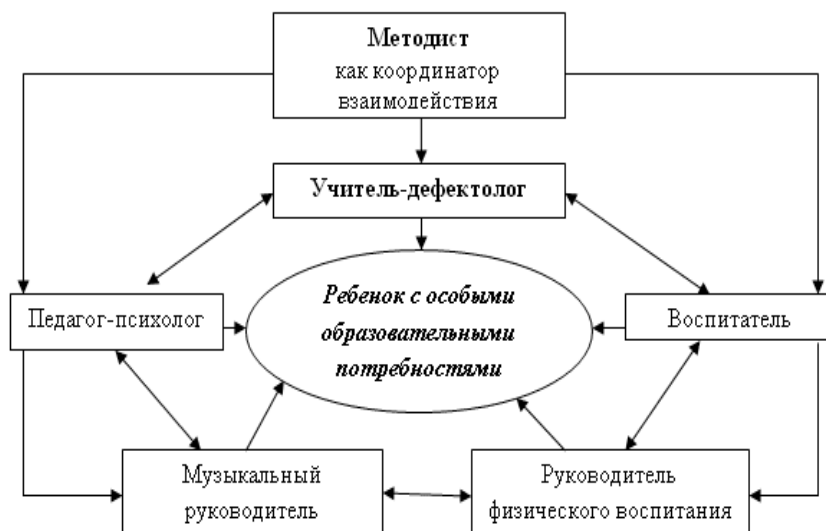 Методист
как координатор
взаимодействия
Учитель-дефектолог
Ребенок с особыми
образовательными
потребностями
Педагог-психолог
Воспитатель
Музыкальный
руководитель
Руководитель
физического воспитания